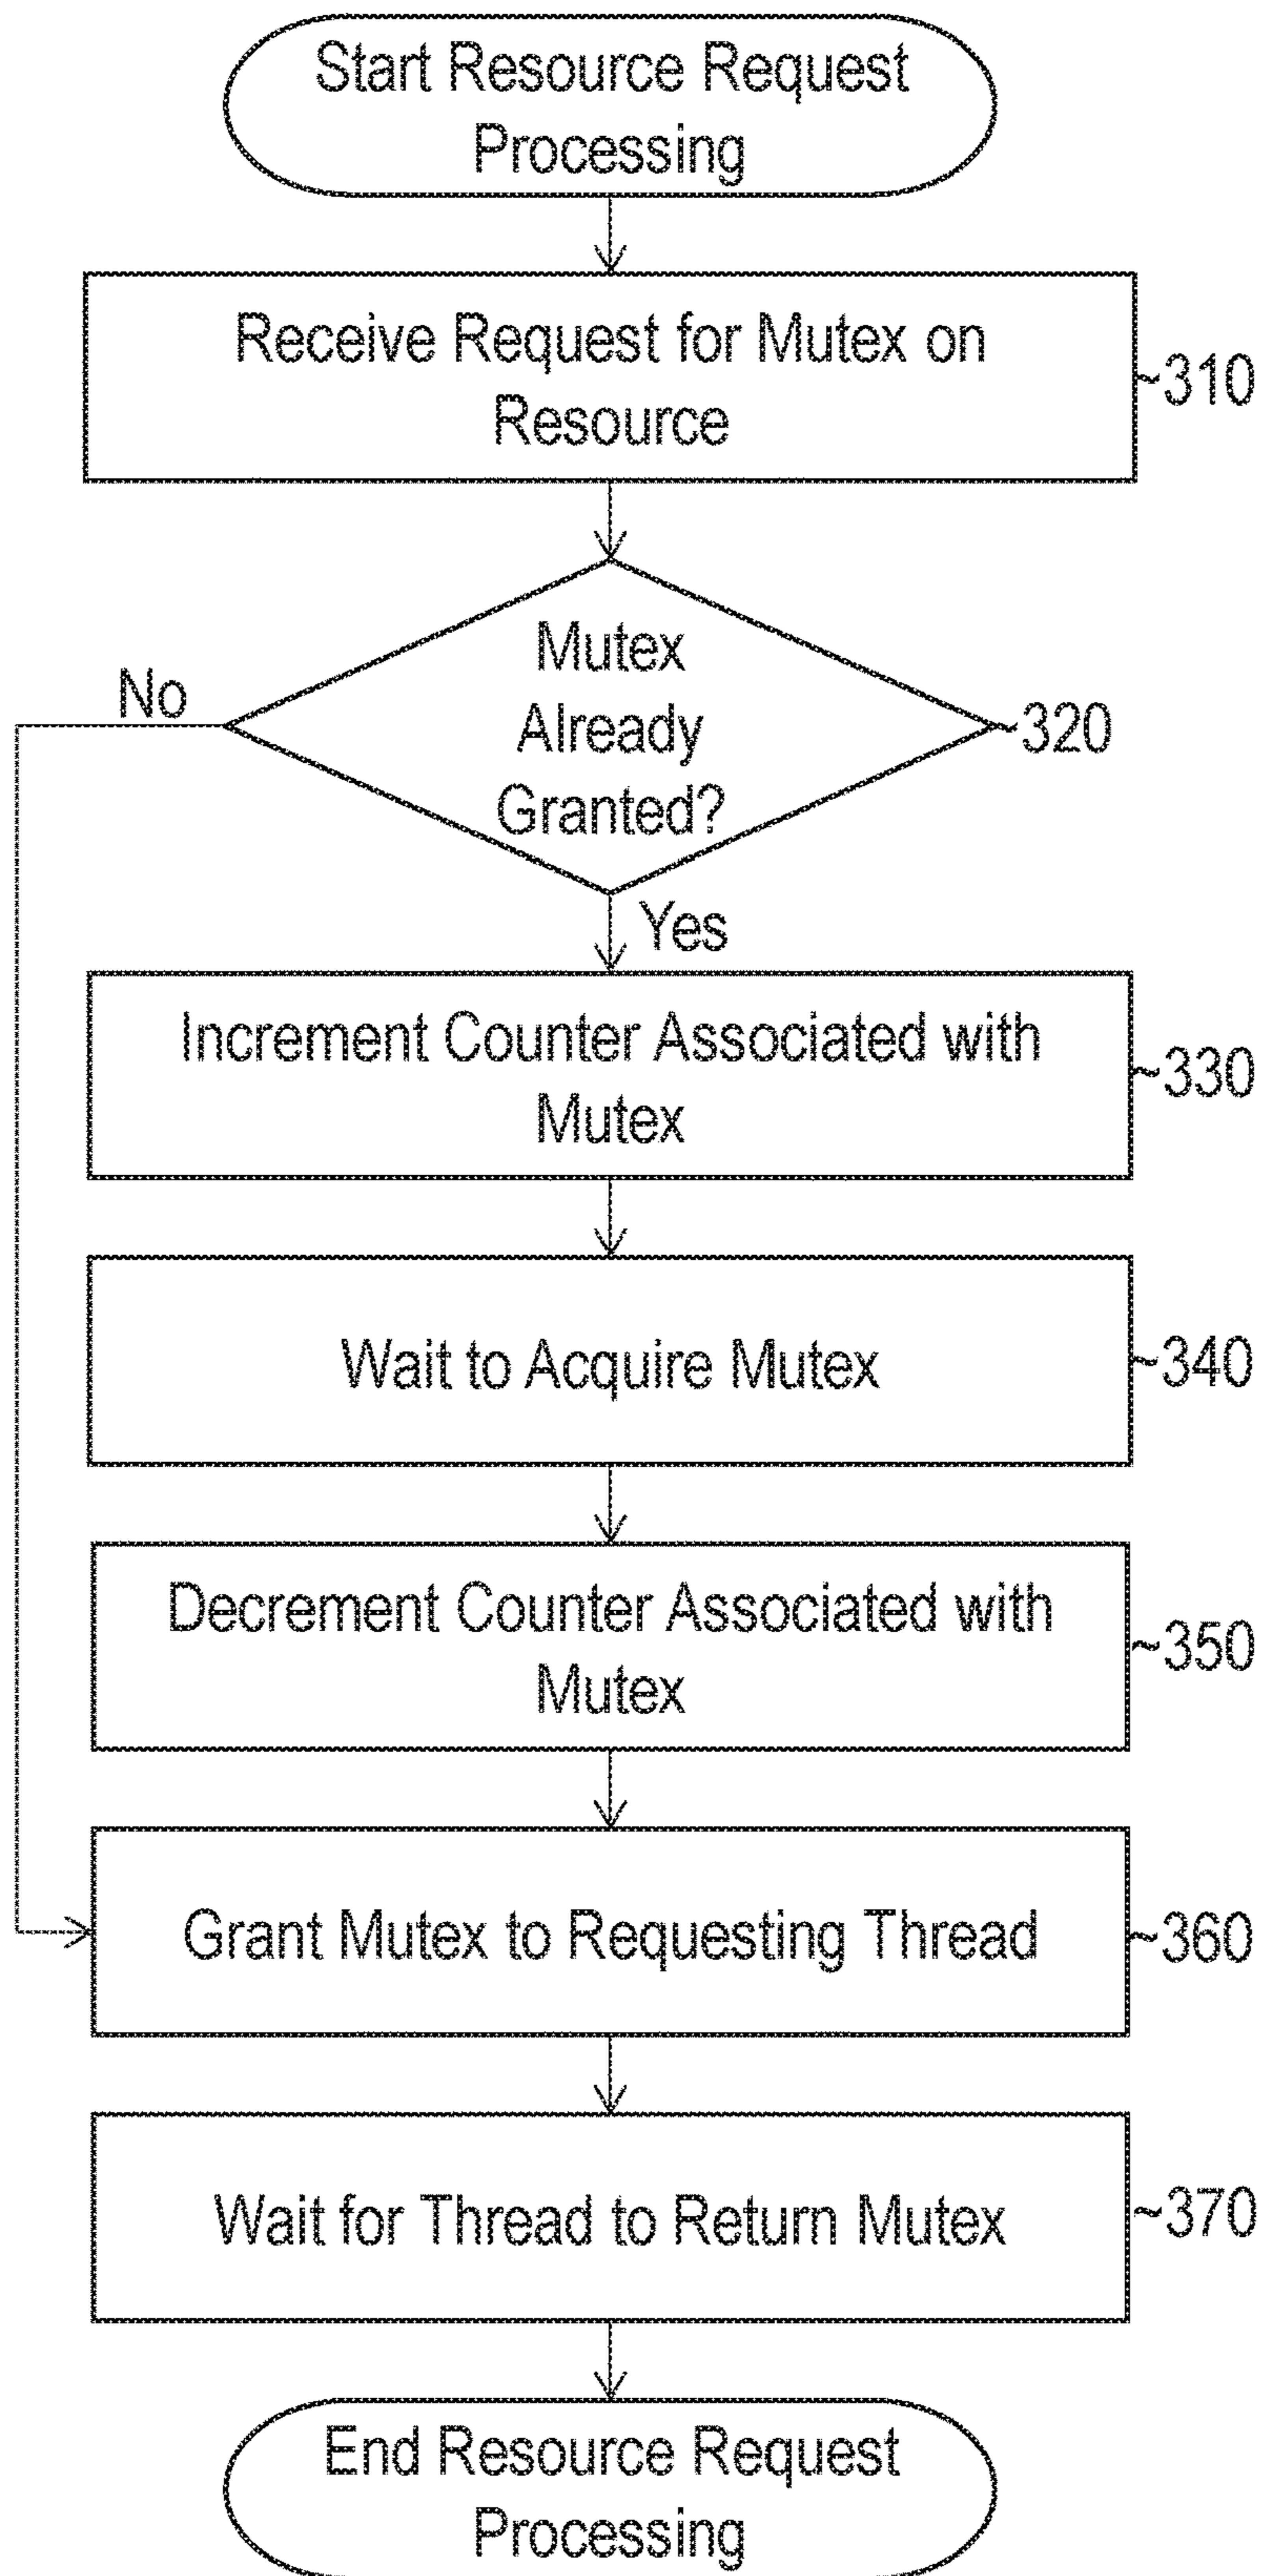 Start Resource Request
Processing
Receive Request for Mutex on
Resource
~310
Mutex
Already
Granted?
~320
No
Yes
Increment Counter Associated with
Mutex
~330
Wait to Acquire Mutex
~340
Decrement Counter Associated with
Mutex
~350
Grant Mutex to Requesting Thread
~360
Wait for Thread to Return Mutex
~370
End Resource Request
Processing